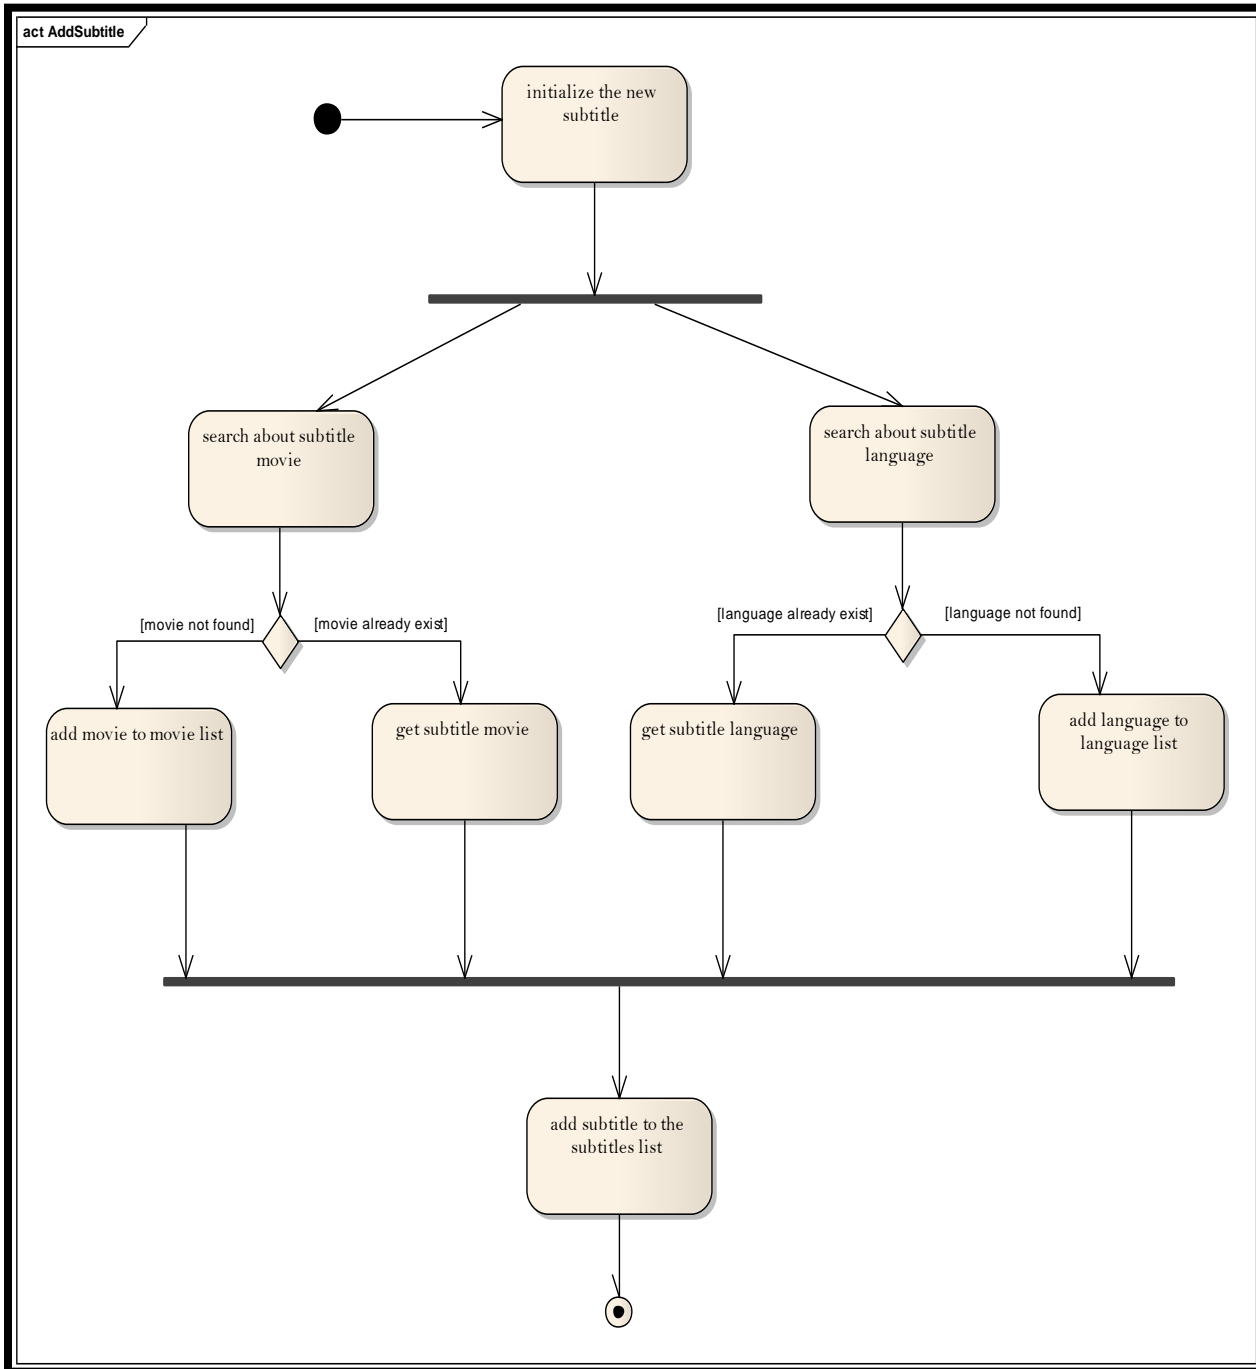 act AddSubtitle
initialize the new
subtitle
search about subtitle
movie
search about subtitle
language
[movie not found]
[movie already exist]
[language already exist]
[language not found]
add movie to movie list
get subtitle movie
get subtitle language
add language to
language list
add subtitle to the
subtitles list